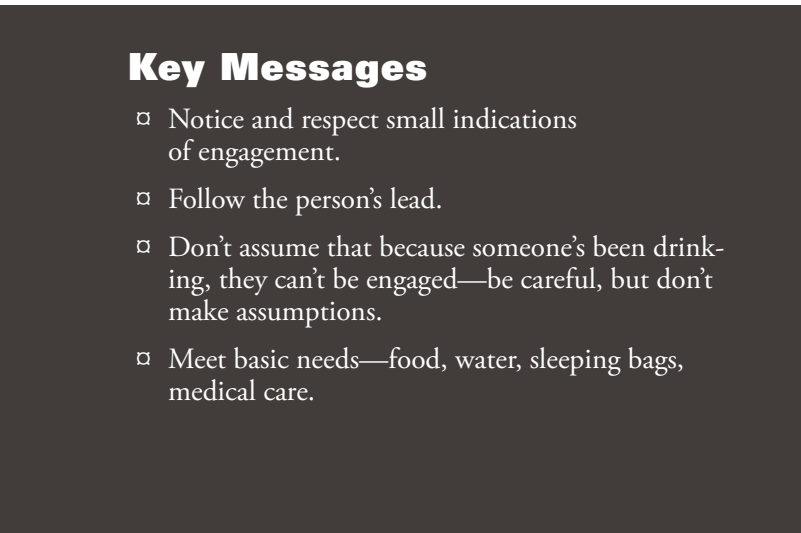 Key Messages
¤ Notice and respect small indications
of engagement.
¤ Follow the person’s lead.
¤ Don’t assume that because someone’s been drink-
ing, they can’t be engaged—be careful, but don’t
make assumptions.
¤ Meet basic needs—food, water, sleeping bags,
medical care.